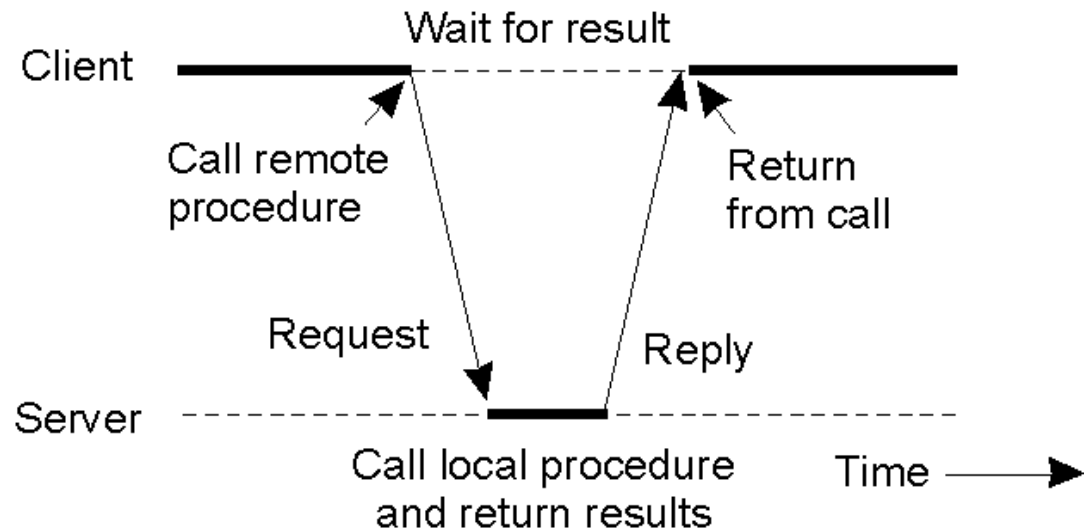 Wait for result
Client
Call remote
procedure
Return
from call
Request
Reply
Server
Call local procedure
and return results
Time